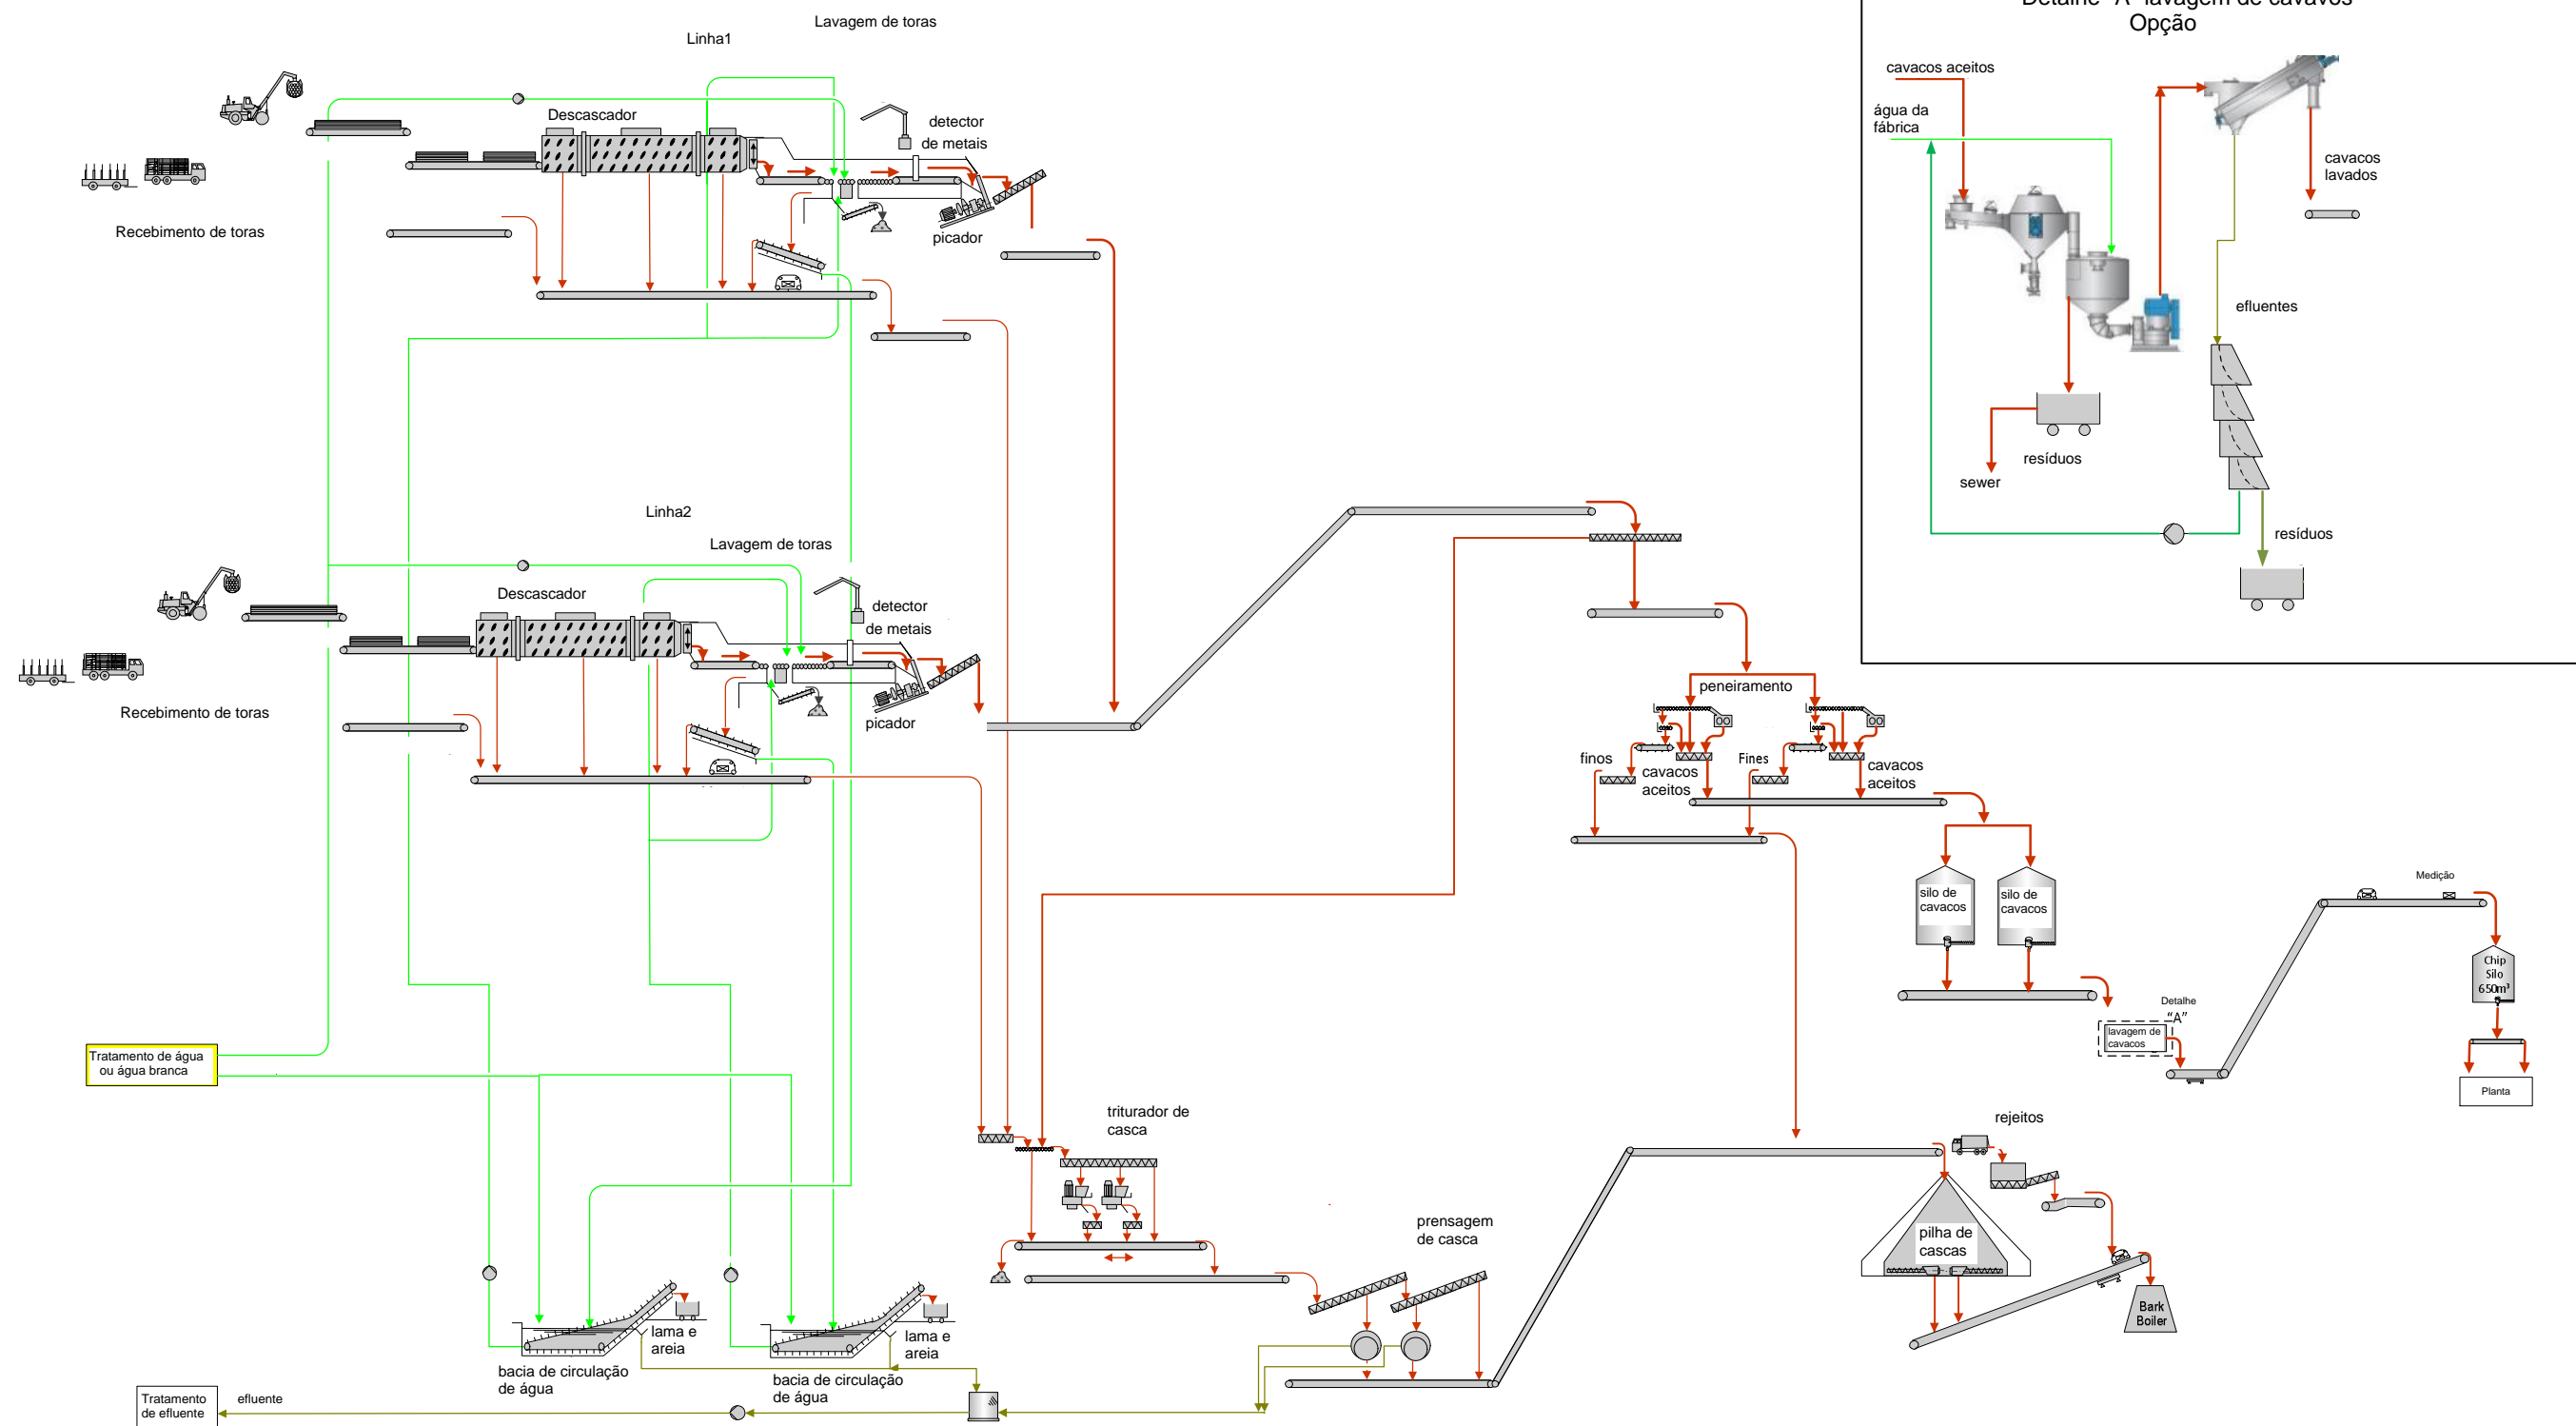 Detalhe "A" lavagem de cavavos
Opção
cavacos aceitos
água da
fábrica
cavacos
lavados
efluentes
resíduos
sewer
resíduos
Lavagem de toras
Linha1
Descascador
detector
de metais
Recebimento de toras
picador
Linha2
Lavagem de toras
Descascador
detector
de metais
Recebimento de toras
picador
peneiramento
finos
cavacos
aceitos
Fines
cavacos
aceitos
silo de
cavacos
silo de
cavacos
Medição
Chip
Silo
650m³
Detalhe
"A"
lavagem de
cavacos
Planta
Tratamento de água
ou água branca
triturador de
casca
rejeitos
prensagem
de casca
pilha de
cascas
Bark
Boiler
lama e
areia
lama e
areia
bacia de circulação
de água
bacia de circulação
de água
Tratamento
de efluente
efluente